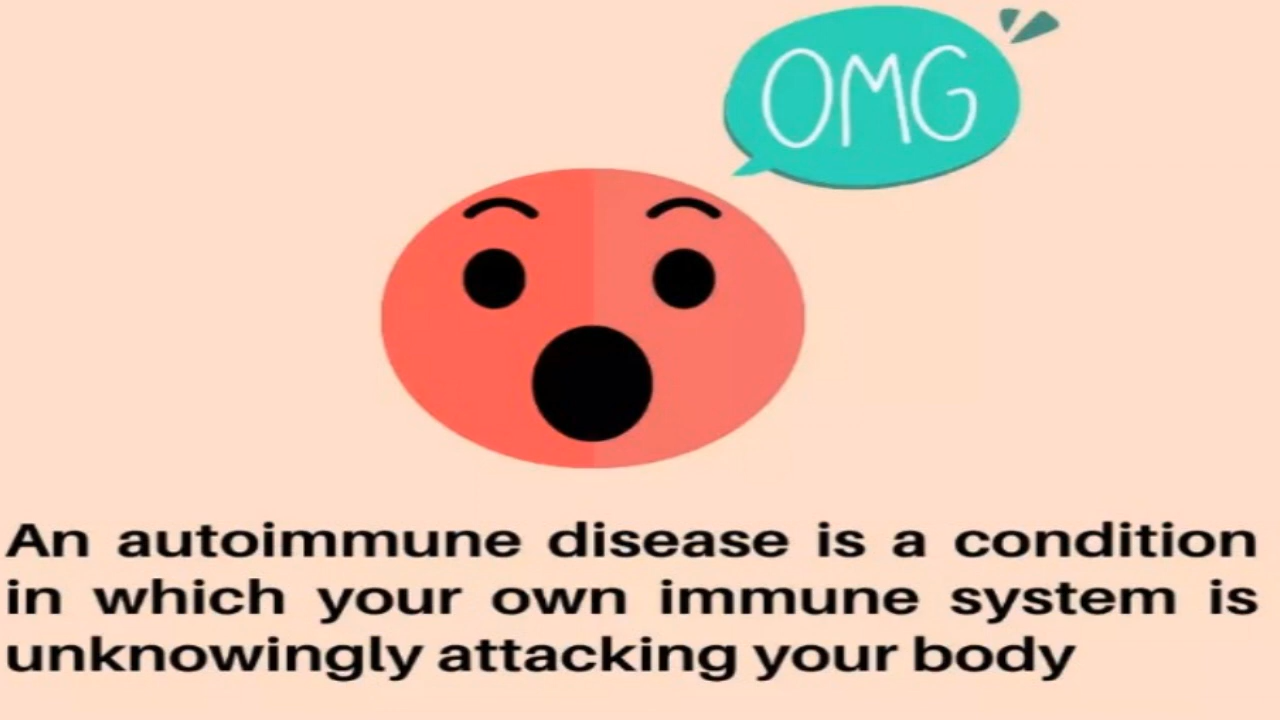 OMG
An autoimmune disease is a condition
in which your own immune system is
unknowingly attacking your body